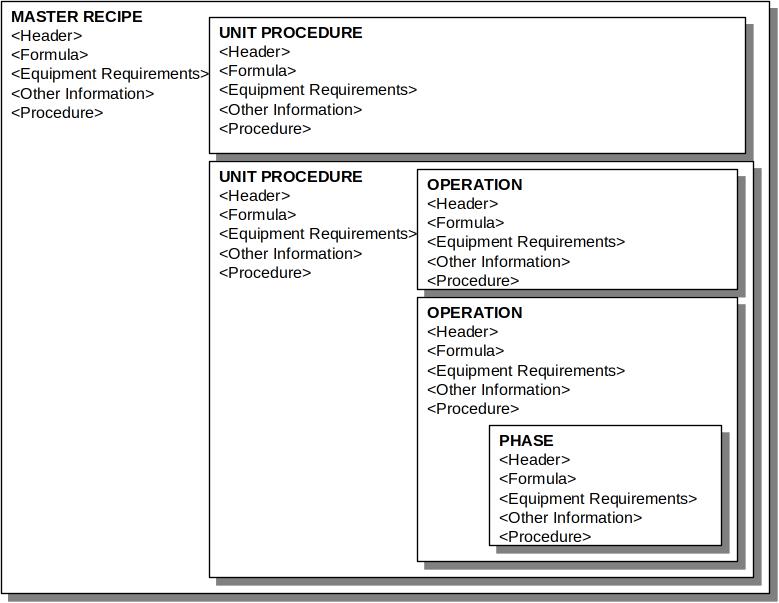 MASTER RECIPE
<Header>
<Formula>
<Equipment Requirements>
<Other Information>
<Procedure>
UNIT PROCEDURE
<Header>
<Formula>
<Equipment Requirements>
<Other Information>
<Procedure>
UNIT PROCEDURE
<Header>
<Formula>
<Equipment Requirements>
<Other Information>
<Procedure>
OPERATION
<Header>
<Formula>
<Equipment Requirements>
<Other Information>
<Procedure>
OPERATION
<Header>
<Formula>
<Equipment Requirements>
<Other Information>
<Procedure>
PHASE
<Header>
<Formula>
<Equipment Requirements>
<Other Information>
<Procedure>